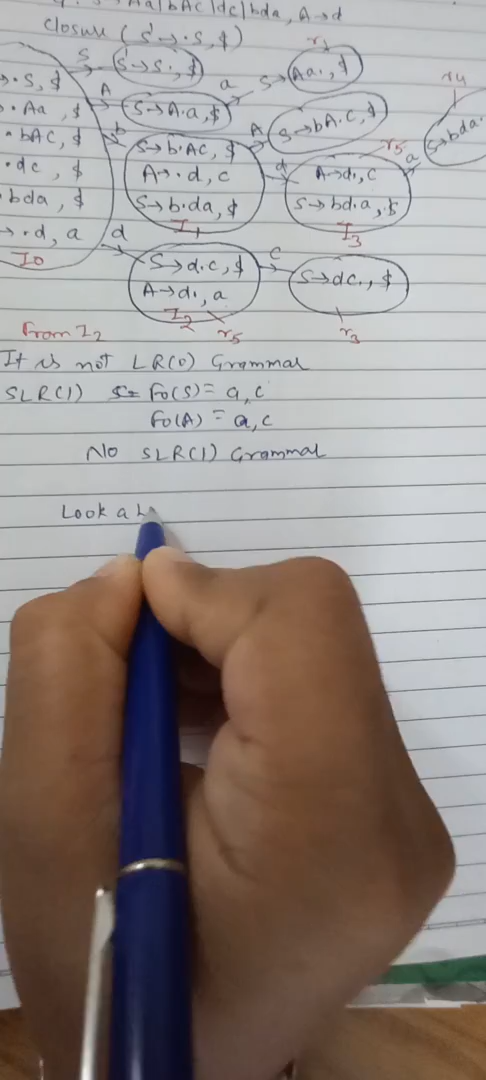 S→Aa|bAc|dc|bda, A→d
closure (S'→·S, $)
→·S, $ S S'→S·, $ S→Aa·, $ r1 r4
·Aa, $ A S→A·a, $ a
·bAC, $ b S→b·AC, $ A S→bA·C, $ S→bda·
·dc, $ A→·d, c d A→d·, c r5 a
bda, $ S→b·da, $ S→bd·a, $
→·d, a d I1 I3
I0 S→d·c, $ c S→dc·, $
A→d·, a
I2 r5 r3
From I2
It is not LR(0) Grammar
SLR(1) S= Fo(S)= a, c
Fo(A) = a, c
No SLR(1) Grammar
Look a h